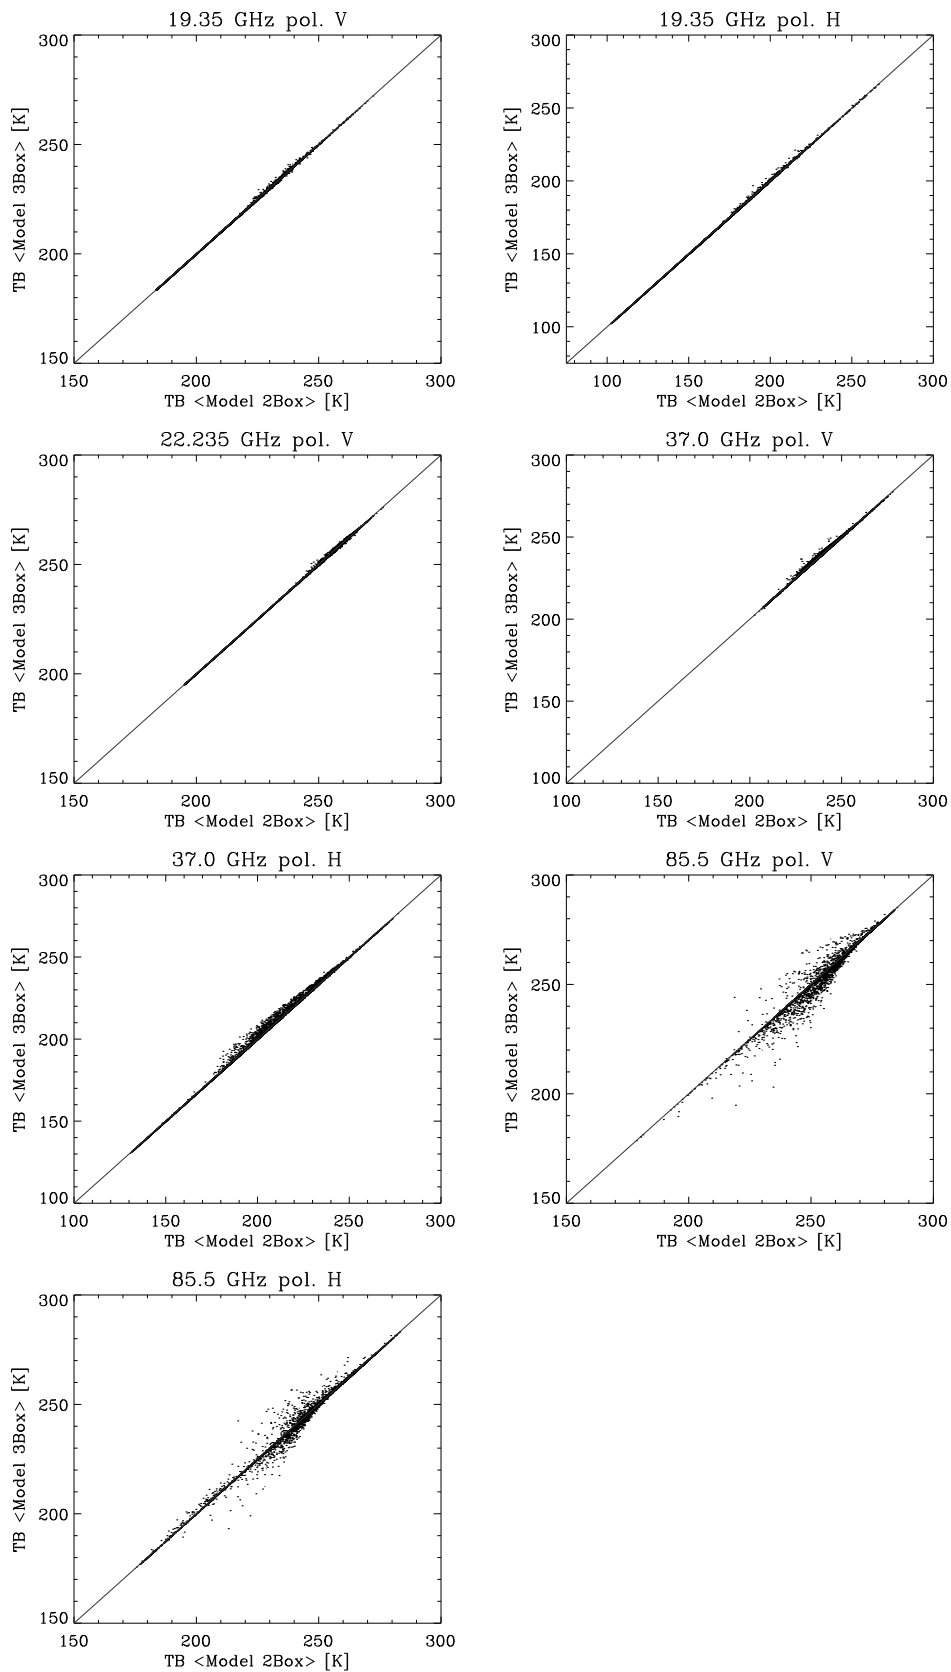 19.35 GHz pol. V
300
250
200
150
TB <Model 3Box> [K]
150 200 250 300
TB <Model 2Box> [K]
19.35 GHz pol. H
300
250
200
150
100
TB <Model 3Box> [K]
100 150 200 250 300
TB <Model 2Box> [K]
22.235 GHz pol. V
300
250
200
150
TB <Model 3Box> [K]
150 200 250 300
TB <Model 2Box> [K]
37.0 GHz pol. V
300
250
200
150
100
TB <Model 3Box> [K]
100 150 200 250 300
TB <Model 2Box> [K]
37.0 GHz pol. H
300
250
200
150
100
TB <Model 3Box> [K]
100 150 200 250 300
TB <Model 2Box> [K]
85.5 GHz pol. V
300
250
200
150
TB <Model 3Box> [K]
150 200 250 300
TB <Model 2Box> [K]
85.5 GHz pol. H
300
250
200
150
TB <Model 3Box> [K]
150 200 250 300
TB <Model 2Box> [K]